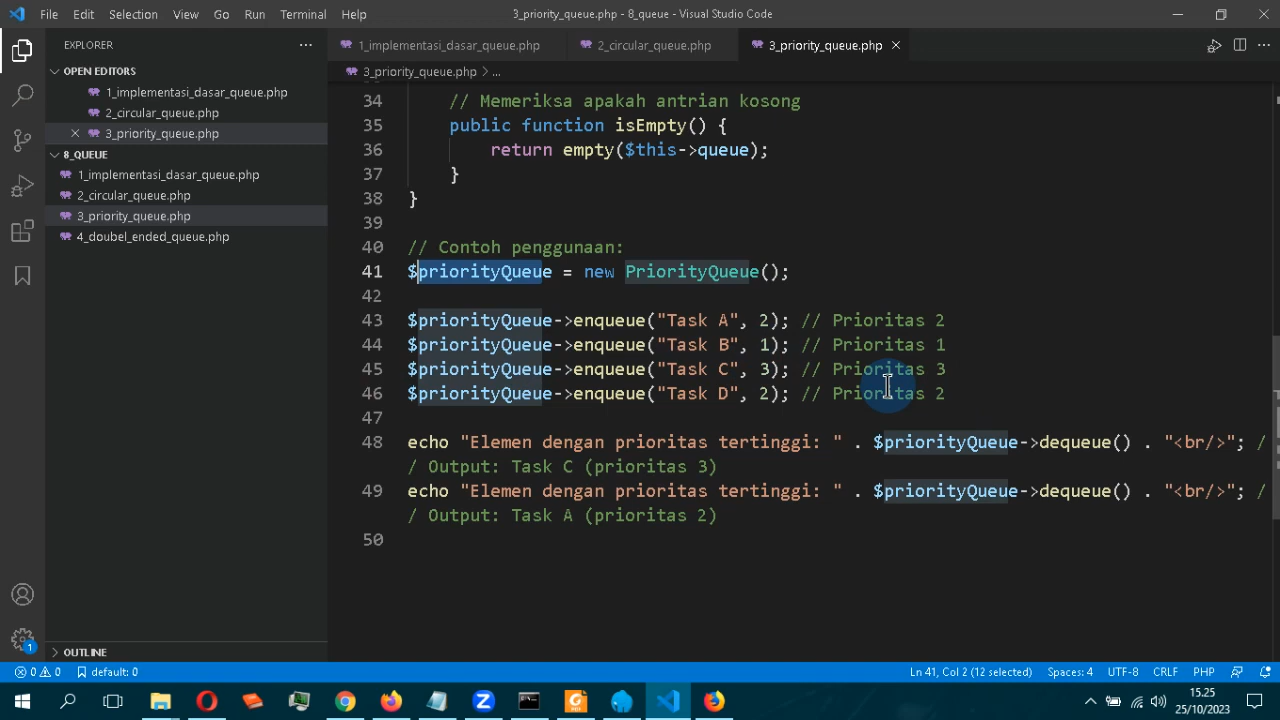 File Edit Selection View Go Run Terminal Help 3_priority_queue.php - 8_queue - Visual Studio Code
EXPLORER ...
OPEN EDITORS
1_implementasi_dasar_queue.php
2_circular_queue.php
3_priority_queue.php
8_QUEUE
1_implementasi_dasar_queue.php
2_circular_queue.php
3_priority_queue.php
4_doubel_ended_queue.php
OUTLINE
1_implementasi_dasar_queue.php 2_circular_queue.php 3_priority_queue.php
3_priority_queue.php > ...
34 // Memeriksa apakah antrian kosong
35 public function isEmpty() {
36 return empty($this->queue);
37 }
38 }
39
40 // Contoh penggunaan:
41 $priorityQueue = new PriorityQueue();
42
43 $priorityQueue->enqueue("Task A", 2); // Prioritas 2
44 $priorityQueue->enqueue("Task B", 1); // Prioritas 1
45 $priorityQueue->enqueue("Task C", 3); // Prioritas 3
46 $priorityQueue->enqueue("Task D", 2); // Prioritas 2
47
48 echo "Elemen dengan prioritas tertinggi: " . $priorityQueue->dequeue() . "<br/>"; /
/ Output: Task C (prioritas 3)
49 echo "Elemen dengan prioritas tertinggi: " . $priorityQueue->dequeue() . "<br/>"; /
/ Output: Task A (prioritas 2)
50
1
0 0 default: 0 Ln 41, Col 2 (12 selected) Spaces: 4 UTF-8 CRLF PHP
15.25
25/10/2023